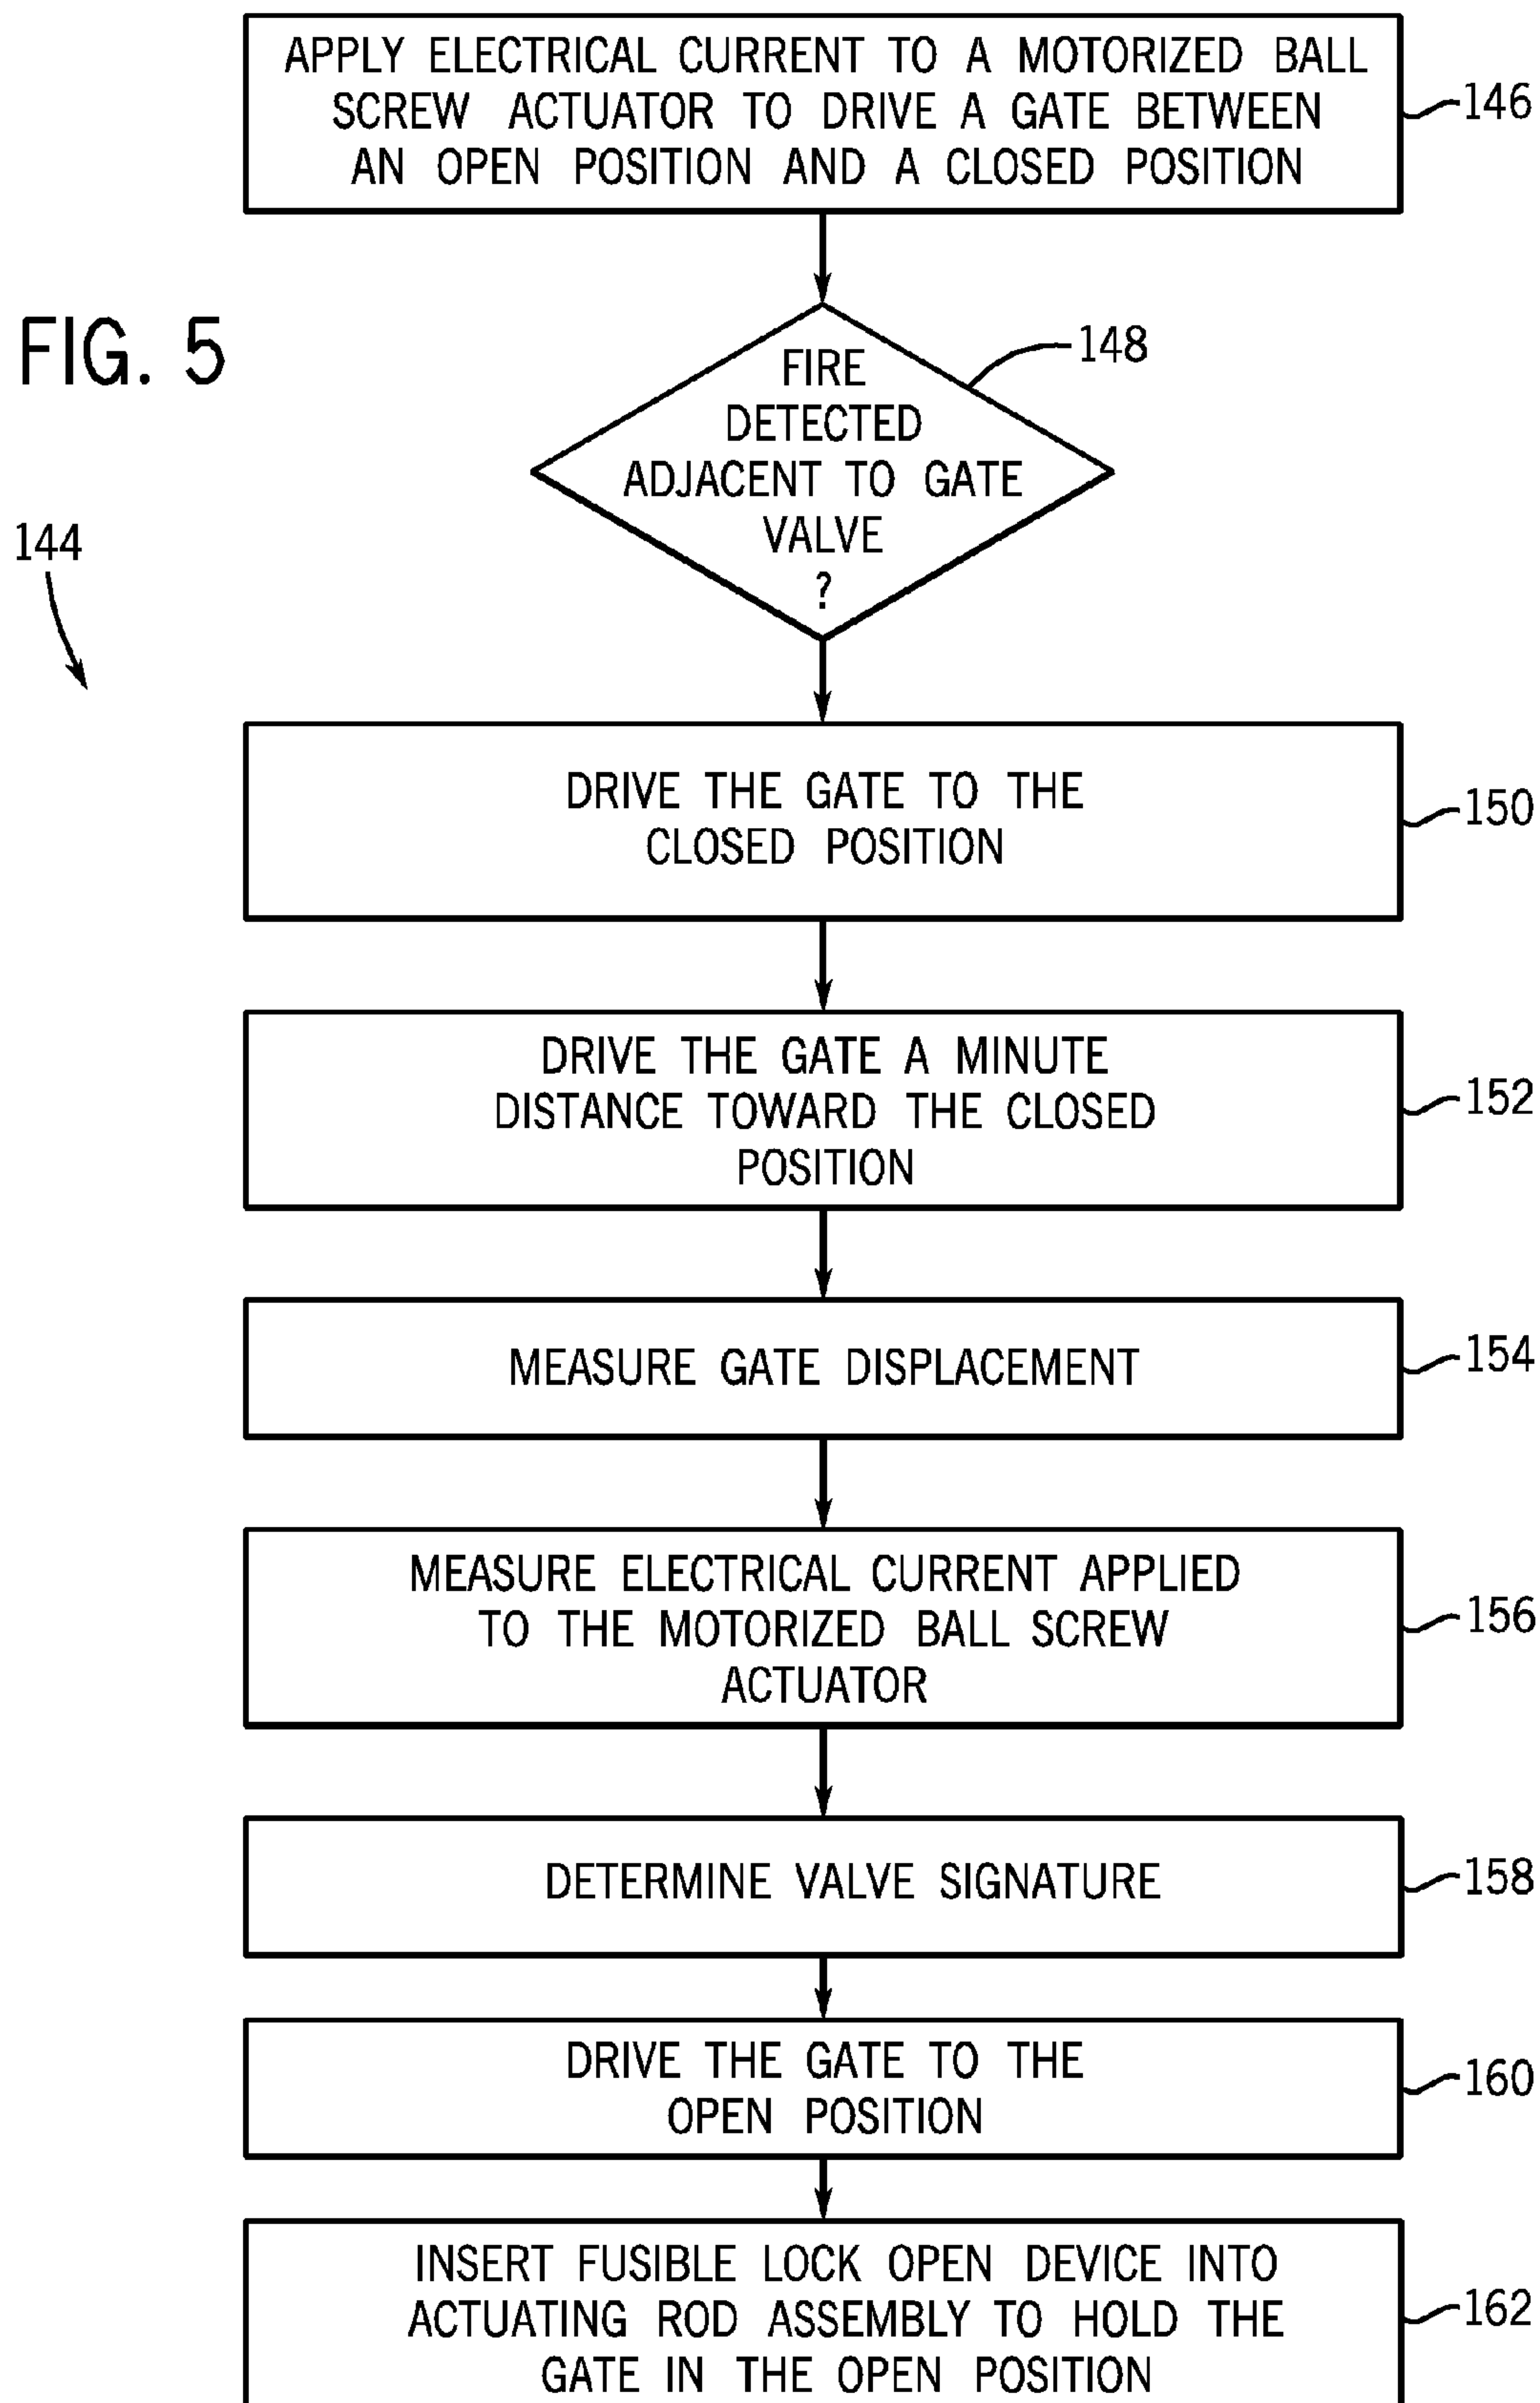 APPLY ELECTRICAL CURRENT TO A MOTORIZED BALL
SCREW ACTUATOR TO DRIVE A GATE BETWEEN
AN OPEN POSITION AND A CLOSED POSITION
146
FIG. 5
148
FIRE
DETECTED
ADJACENT TO GATE
VALVE
?
144
DRIVE THE GATE TO THE
CLOSED POSITION
150
DRIVE THE GATE A MINUTE
DISTANCE TOWARD THE CLOSED
POSITION
152
MEASURE GATE DISPLACEMENT
154
MEASURE ELECTRICAL CURRENT APPLIED
TO THE MOTORIZED BALL SCREW
ACTUATOR
156
DETERMINE VALVE SIGNATURE
158
DRIVE THE GATE TO THE
OPEN POSITION
160
INSERT FUSIBLE LOCK OPEN DEVICE INTO
ACTUATING ROD ASSEMBLY TO HOLD THE
GATE IN THE OPEN POSITION
162